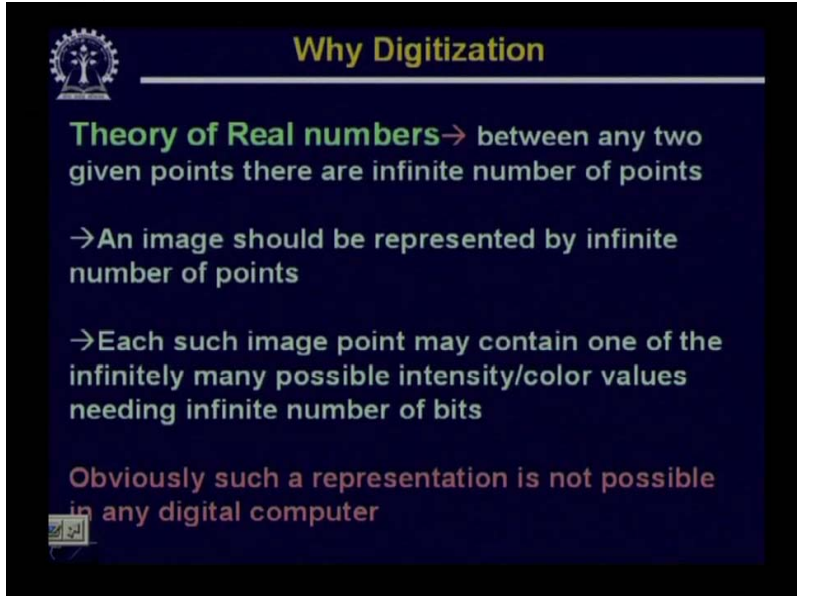 Why Digitization
Theory of Real numbers→ between any two
given points there are infinite number of points
→An image should be represented by infinite
number of points
→Each such image point may contain one of the
infinitely many possible intensity/color values
needing infinite number of bits
Obviously such a representation is not possible
in any digital computer